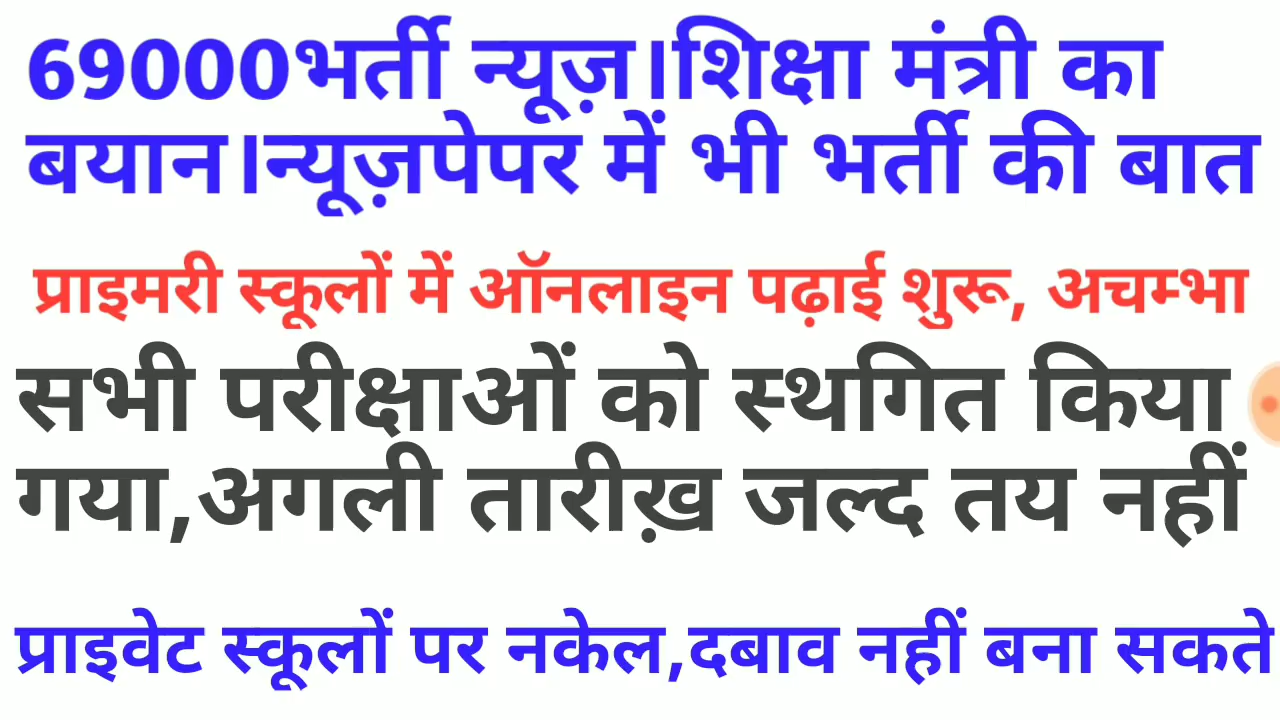 69000भर्ती न्यूज़।शिक्षा मंत्री का
बयान।न्यूज़पेपर में भी भर्ती की बात
प्राइमरी स्कूलों में ऑनलाइन पढ़ाई शुरू, अचम्भा
सभी परीक्षाओं को स्थगित किया
गया,अगली तारीख़ जल्द तय नहीं
प्राइवेट स्कूलों पर नकेल,दबाव नहीं बना सकते